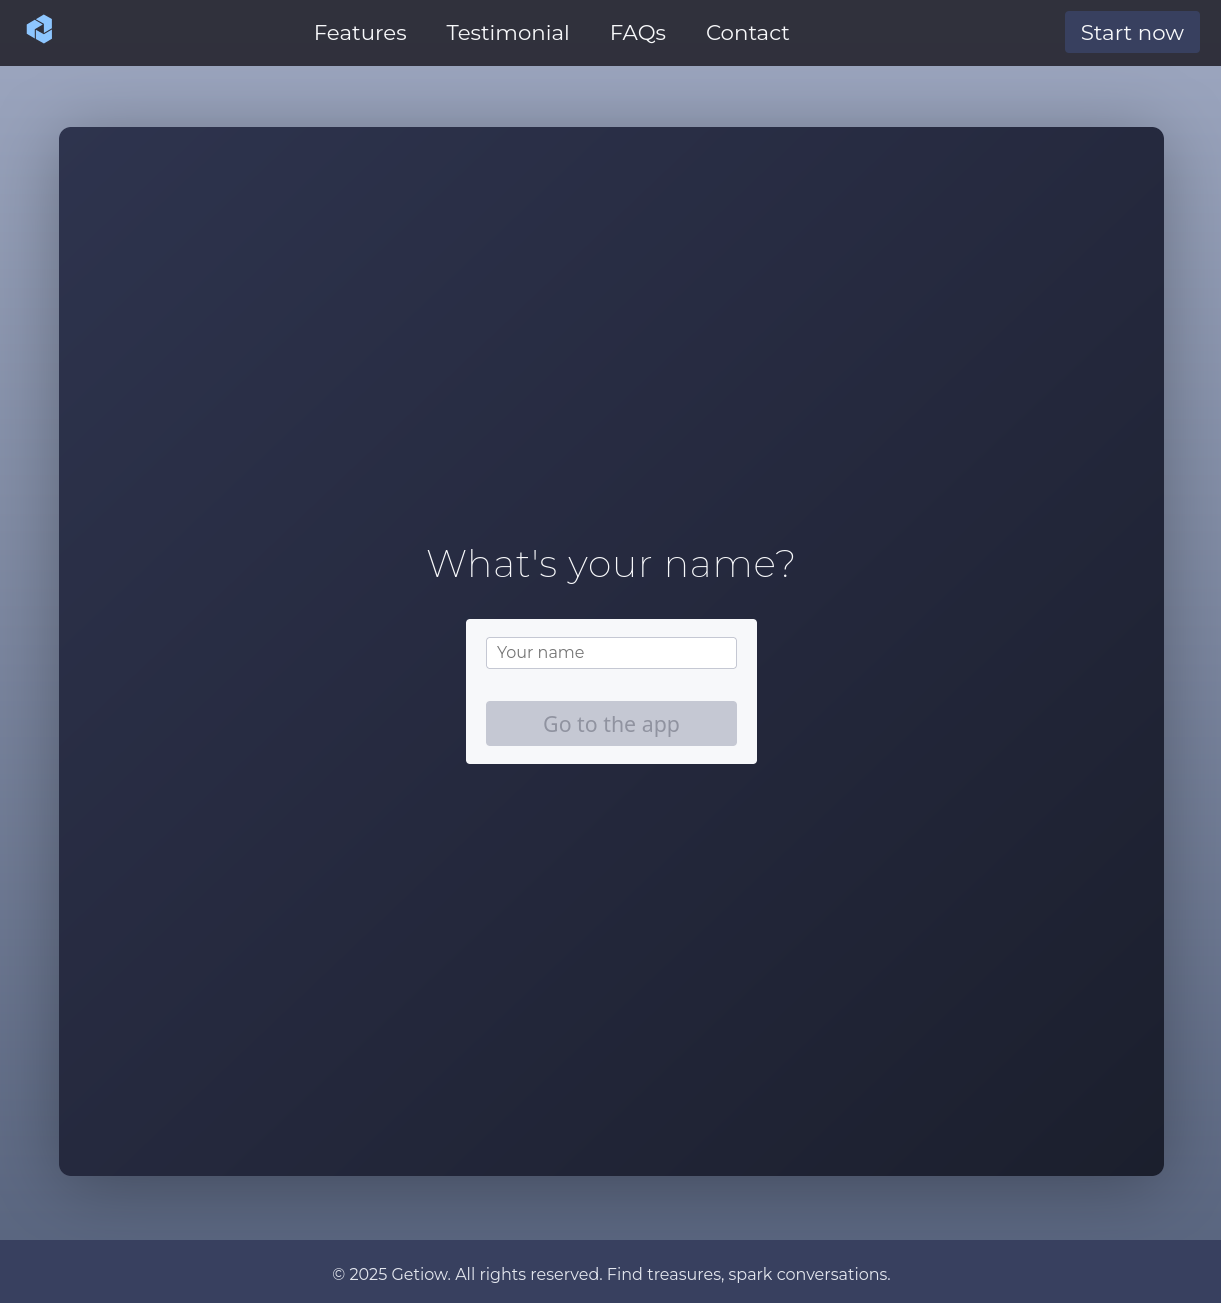 Features Testimonial FAQs Contact Start now
What's your name?
Your name
Go to the app
© 2025 Getiow. All rights reserved. Find treasures, spark conversations.